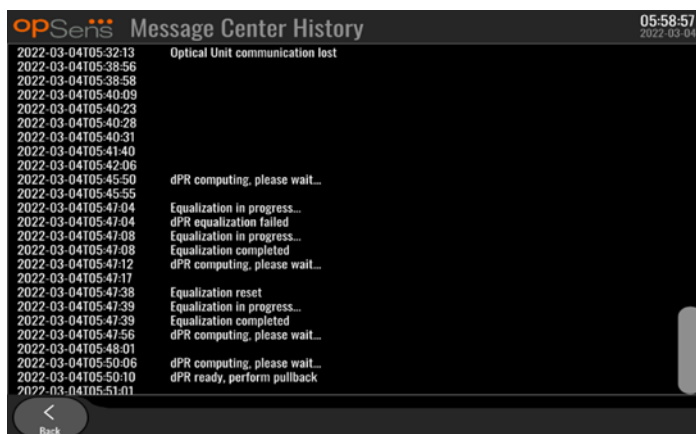 opSens Message Center History 05:58:57
2022-03-04
2022-03-04T05:32:13 Optical Unit communication lost
2022-03-04T05:38:56
2022-03-04T05:38:58
2022-03-04T05:40:09
2022-03-04T05:40:23
2022-03-04T05:40:28
2022-03-04T05:40:31
2022-03-04T05:41:40
2022-03-04T05:42:06
2022-03-04T05:45:50 dPR computing, please wait...
2022-03-04T05:45:55
2022-03-04T05:47:04 Equalization in progress...
2022-03-04T05:47:04 dPR equalization failed
2022-03-04T05:47:08 Equalization in progress...
2022-03-04T05:47:08 Equalization completed
2022-03-04T05:47:12 dPR computing, please wait...
2022-03-04T05:47:17
2022-03-04T05:47:38 Equalization reset
2022-03-04T05:47:39 Equalization in progress...
2022-03-04T05:47:39 Equalization completed
2022-03-04T05:47:56 dPR computing, please wait...
2022-03-04T05:48:01
2022-03-04T05:50:06 dPR computing, please wait...
2022-03-04T05:50:10 dPR ready, perform pullback
2022-03-04T05:51:01
Back